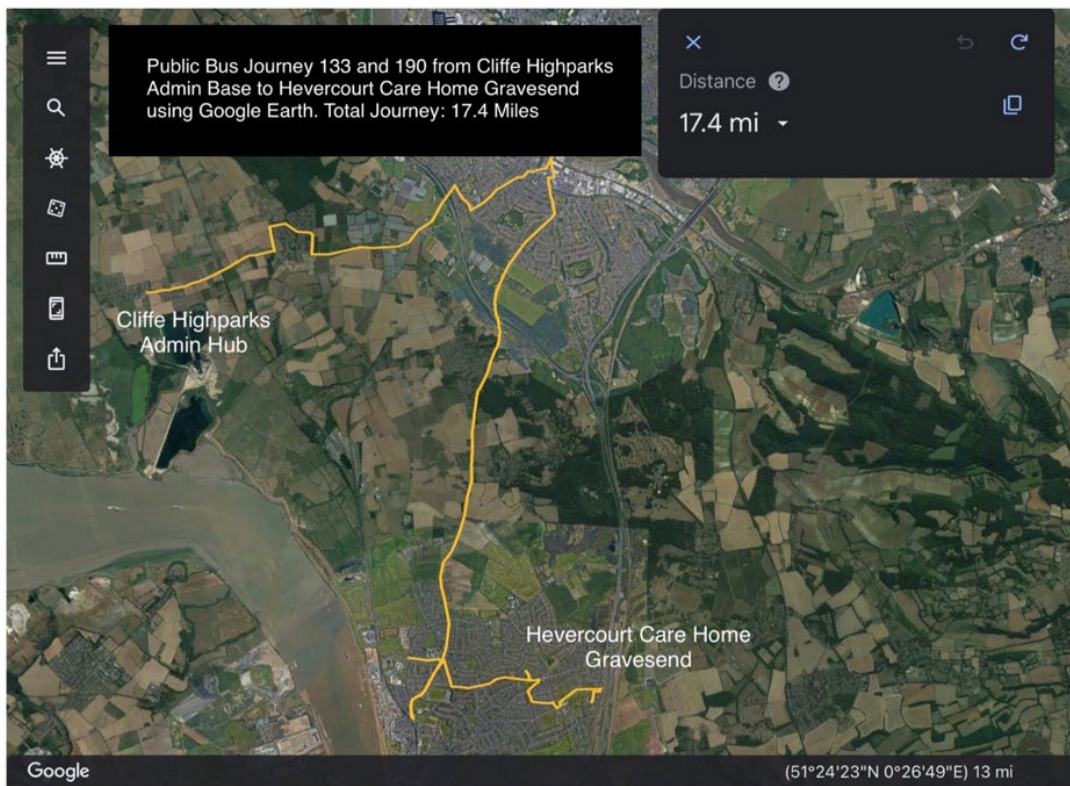 Public Bus Journey 133 and 190 from Cliffe Highparks
Admin Base to Hevercourt Care Home Gravesend
using Google Earth. Total Journey: 17.4 Miles
Distance ?
17.4 mi
Cliffe Highparks
Admin Hub
Hevercourt Care Home
Gravesend
Google
(51°24'23"N 0°26'49"E) 13 mi